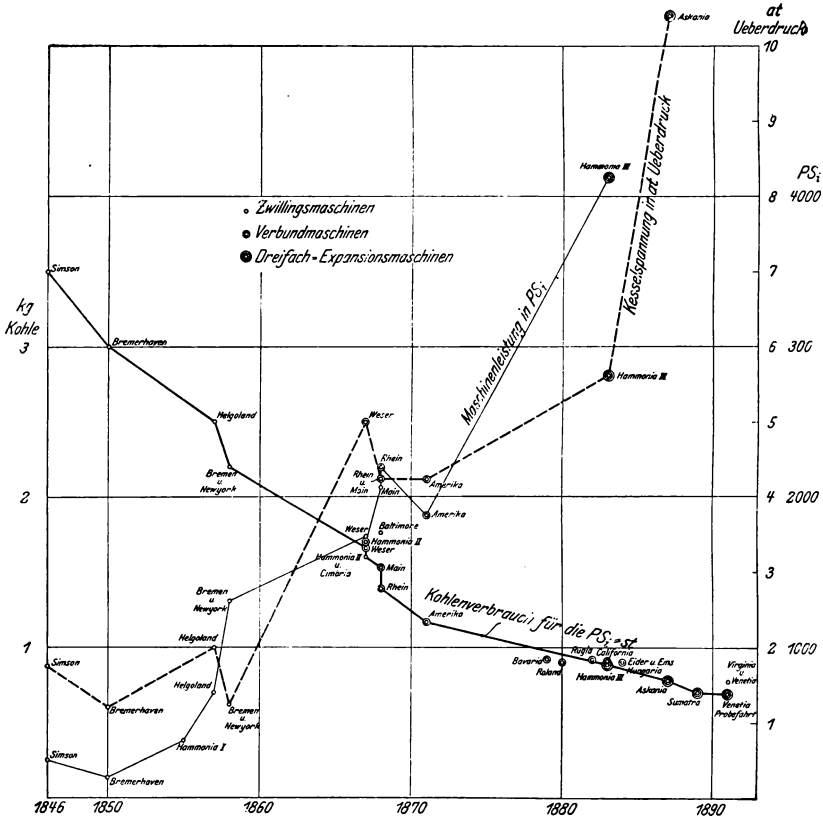 at
Ueberdruck
Askania
10
9
Hammonia III
PSi
8 4000
Kesselspannung in at Ueberdruck
Zwillingsmaschinen
Verbundmaschinen
Dreifach-Expansionsmaschinen
Simson
7
Maschinenleistung in PSi
kg
Kohle
3
Bremerhaven
6 300
Hammonia III
Helgoland
Weser
5
Bremen
u.
Newyork
Rhein
Rhein
u.
Main
Main
Amerika
2
4 2000
Amerika
Weser
Baltimore
Hammonia II
Weser
Hammonia II
u.
Cimbria
Main
3
Bremen
u.
Newyork
Rhein
Kohlenverbrauch für die PSi=st
Amerika
Helgoland
1
2 1000
Simson
Bavaria
Roland
Rugia
California
Eider u. Ems
Hungaria
Hammonia III
Virginia
u.
Venetia
Helgoland
Askania
Sumatra
Venetia
Probefahrt
Bremerhaven
Bremen
u.
Newyork
1
Hammonia I
Simson
Bremerhaven
1846 1850 1860 1870 1880 1890